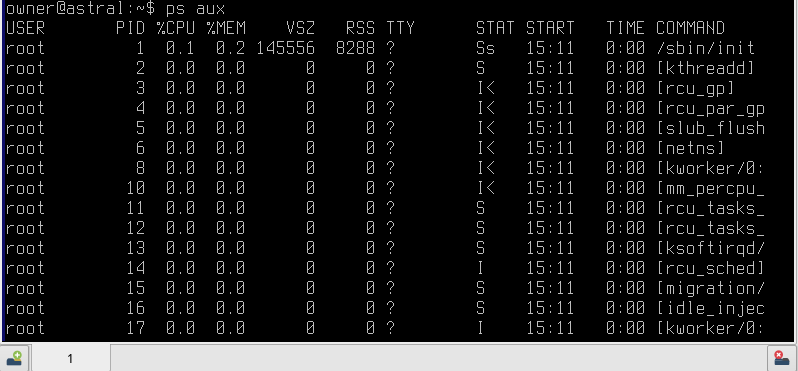 owner@astral:~$ ps aux
USER       PID %CPU %MEM    VSZ   RSS TTY      STAT START   TIME COMMAND
root         1  0.1  0.2 145556  8288 ?        Ss   15:11   0:00 /sbin/init
root         2  0.0  0.0      0     0 ?        S    15:11   0:00 [kthreadd]
root         3  0.0  0.0      0     0 ?        I<   15:11   0:00 [rcu_gp]
root         4  0.0  0.0      0     0 ?        I<   15:11   0:00 [rcu_par_gp
root         5  0.0  0.0      0     0 ?        I<   15:11   0:00 [slub_flush
root         6  0.0  0.0      0     0 ?        I<   15:11   0:00 [netns]
root         8  0.0  0.0      0     0 ?        I<   15:11   0:00 [kworker/0:
root        10  0.0  0.0      0     0 ?        I<   15:11   0:00 [mm_percpu_
root        11  0.0  0.0      0     0 ?        S    15:11   0:00 [rcu_tasks_
root        12  0.0  0.0      0     0 ?        S    15:11   0:00 [rcu_tasks_
root        13  0.0  0.0      0     0 ?        S    15:11   0:00 [ksoftirqd/
root        14  0.0  0.0      0     0 ?        I    15:11   0:00 [rcu_sched]
root        15  0.0  0.0      0     0 ?        S    15:11   0:00 [migration/
root        16  0.0  0.0      0     0 ?        S    15:11   0:00 [idle_injec
root        17  0.0  0.0      0     0 ?        I    15:11   0:00 [kworker/0:
1